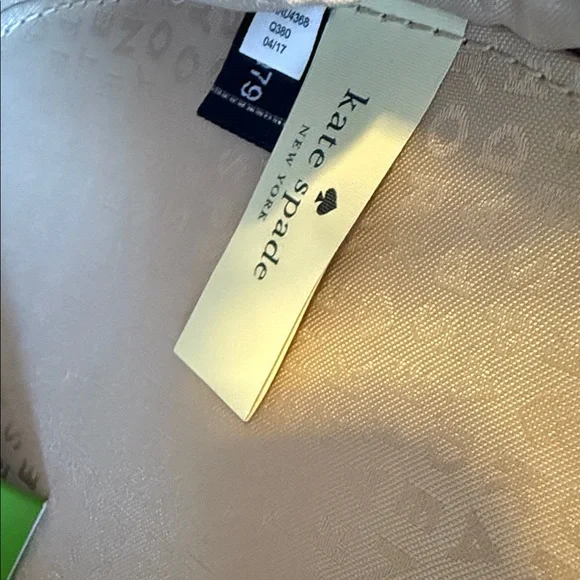 Q380
04/17
79
kate spade
NEW YORK